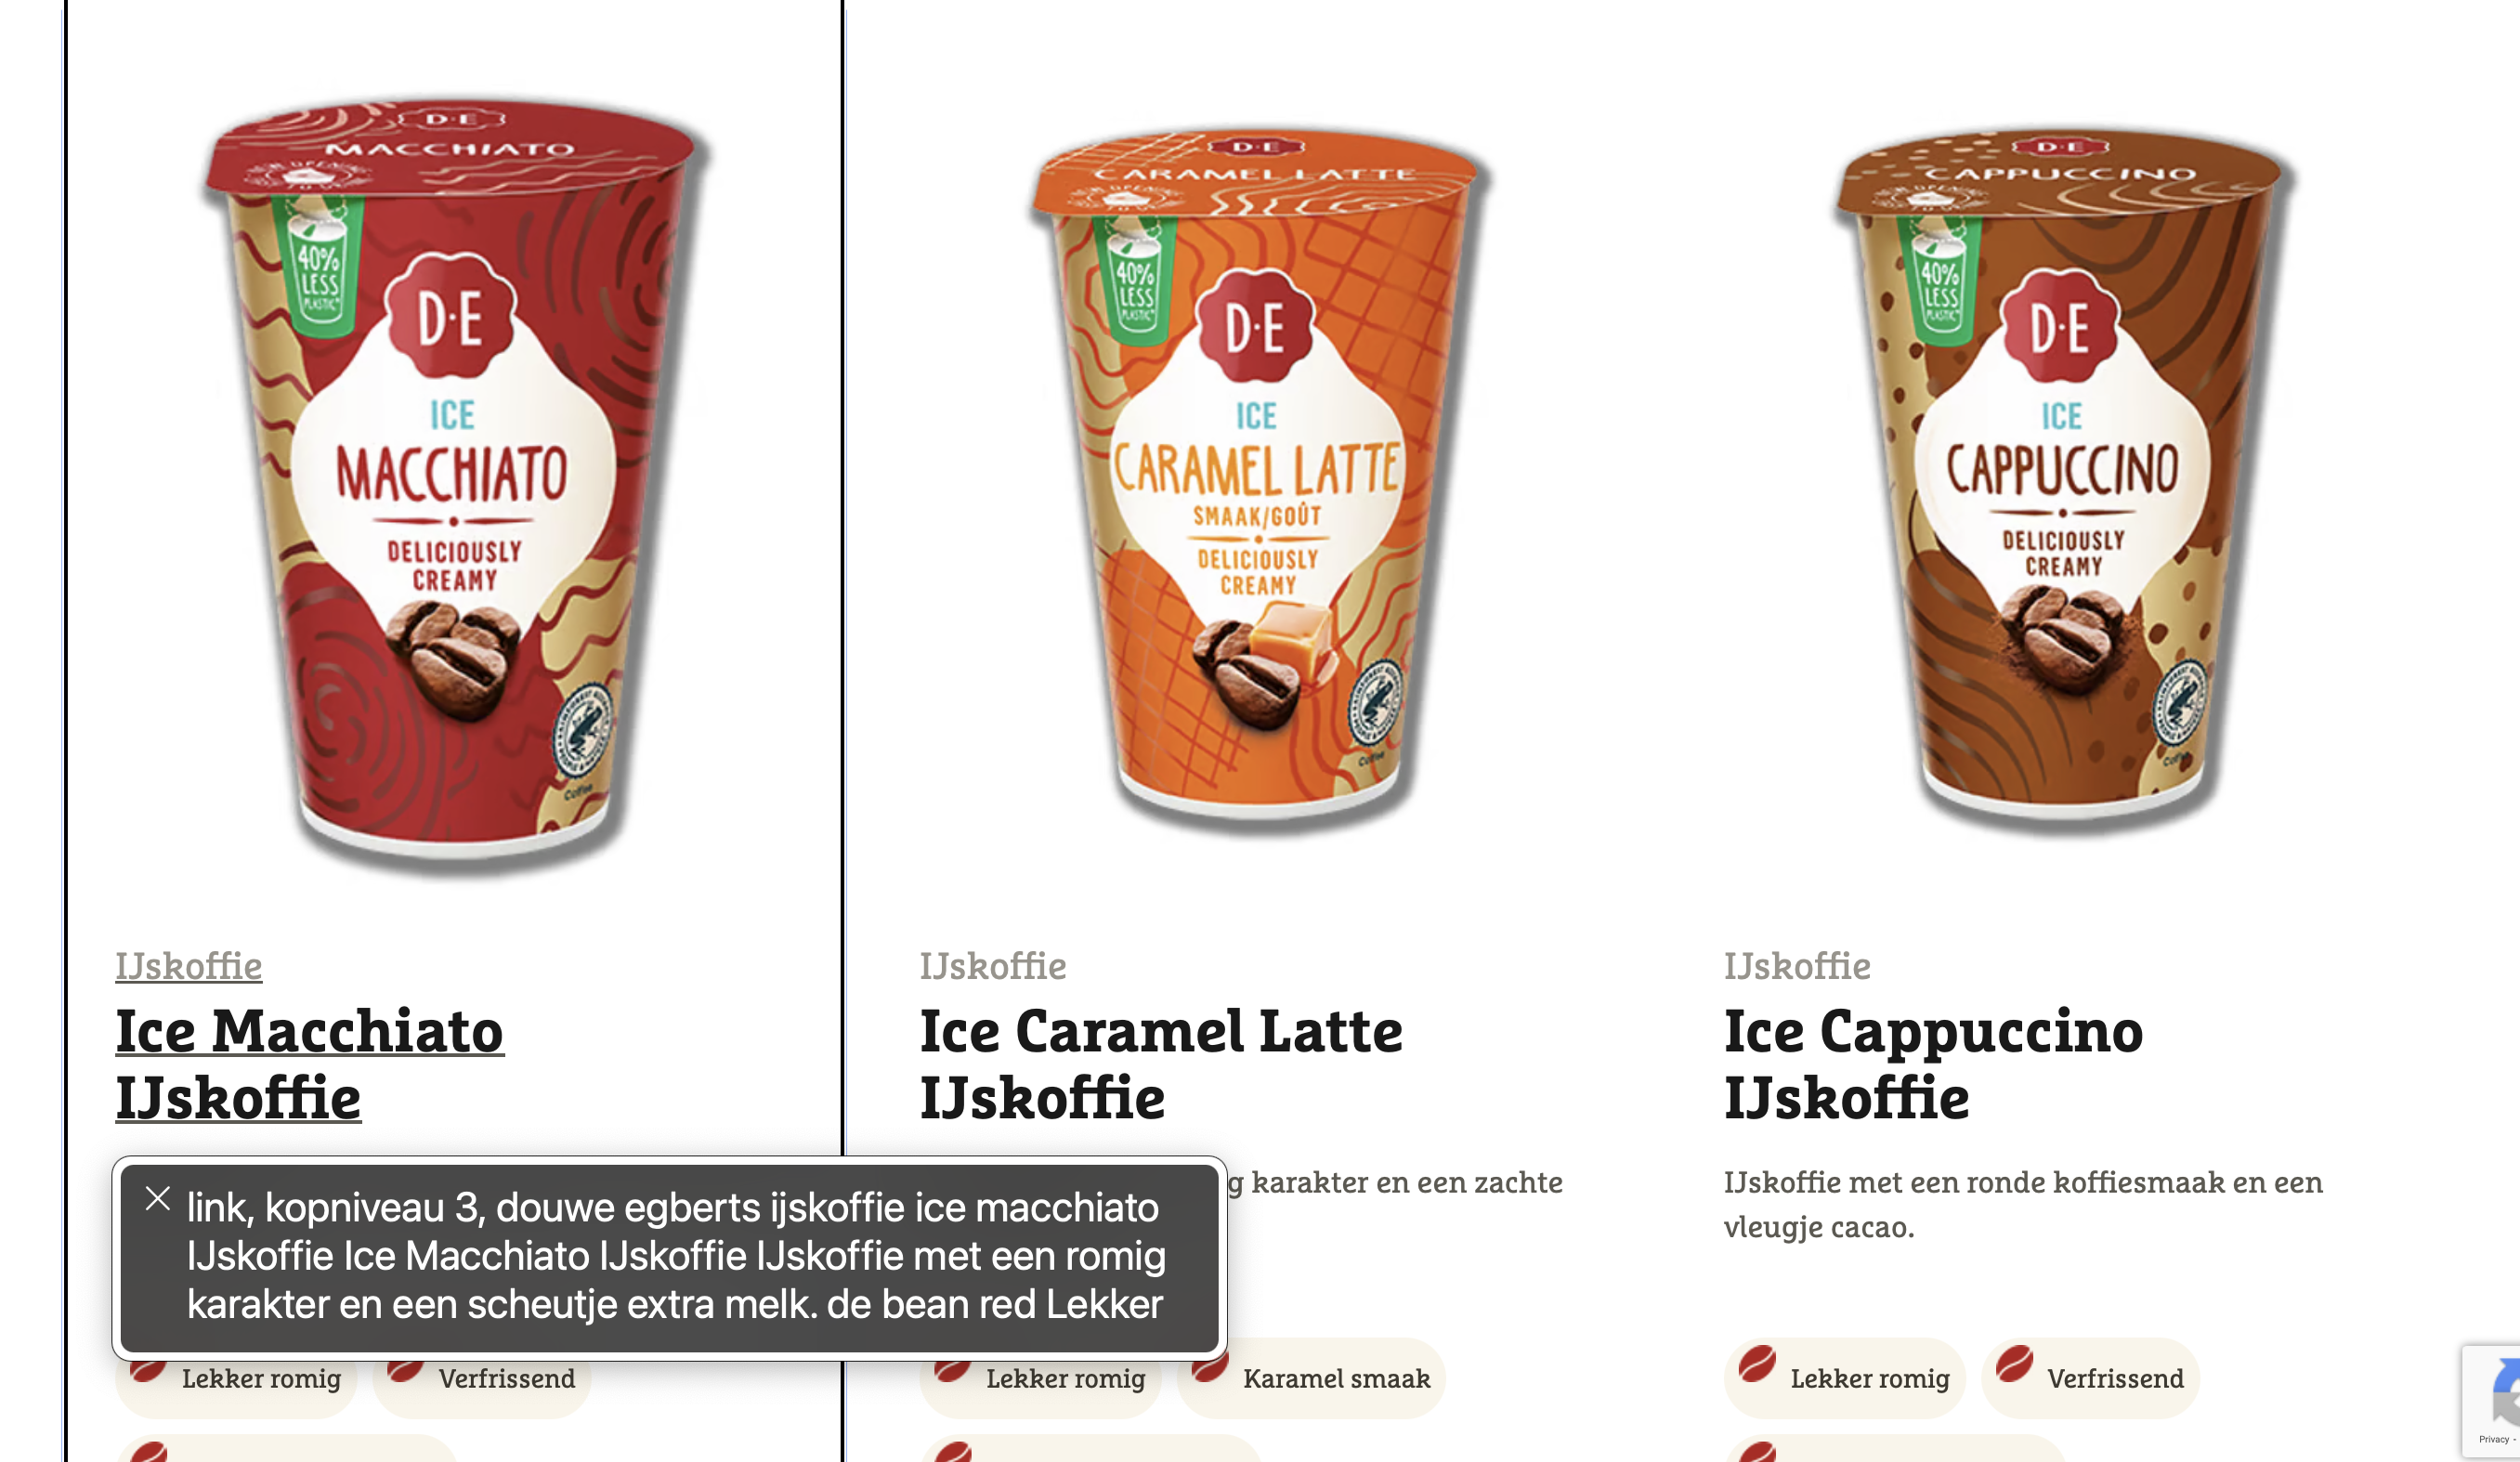 D·E
MACCHIATO
40%
LESS
PLASTIC*
D·E
ICE
MACCHIATO
DELICIOUSLY
CREAMY
Coffee
D·E
CARAMEL LATTE
40%
LESS
PLASTIC*
D·E
ICE
CARAMEL LATTE
SMAAK/GOÛT
DELICIOUSLY
CREAMY
Coffee
D·E
CAPPUCCINO
40%
LESS
PLASTIC*
D·E
ICE
CAPPUCCINO
DELICIOUSLY
CREAMY
IJskoffie
Ice Macchiato
IJskoffie
link, kopniveau 3, douwe egberts ijskoffie ice macchiato
IJskoffie Ice Macchiato IJskoffie IJskoffie met een romig
karakter en een scheutje extra melk. de bean red Lekker
Lekker romig
Verfrissend
IJskoffie
Ice Caramel Latte
IJskoffie
g karakter en een zachte
Lekker romig
Karamel smaak
IJskoffie
Ice Cappuccino
IJskoffie
IJskoffie met een ronde koffiesmaak en een
vleugje cacao.
Lekker romig
Verfrissend
Privacy -